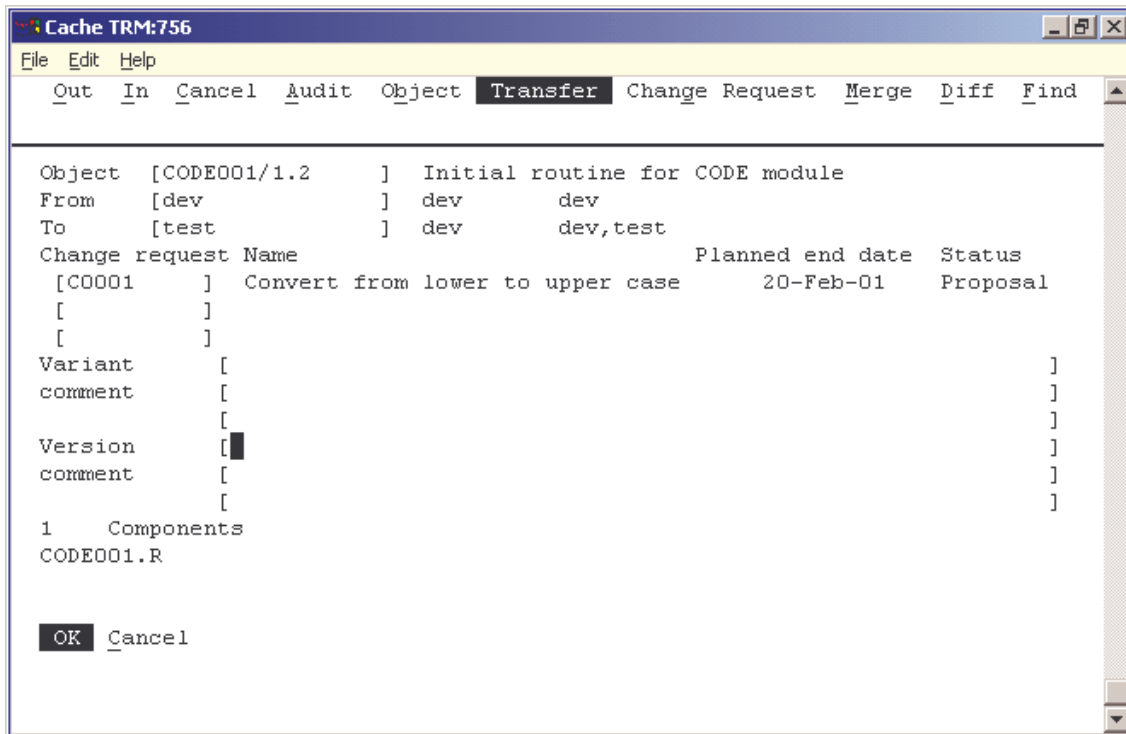 Cache TRM:756
File Edit Help
Out In Cancel Audit Object Transfer Change Request Merge Diff Find
Object [CODE001/1.2 ] Initial routine for CODE module
From [dev ] dev dev
To [test ] dev dev,test
Change request Name Planned end date Status
[C0001 ] Convert from lower to upper case 20-Feb-01 Proposal
[ ]
[ ]
Variant [ ]
comment [ ]
[ ]
Version [ ]
comment [ ]
[ ]
1 Components
CODE001.R
OK Cancel